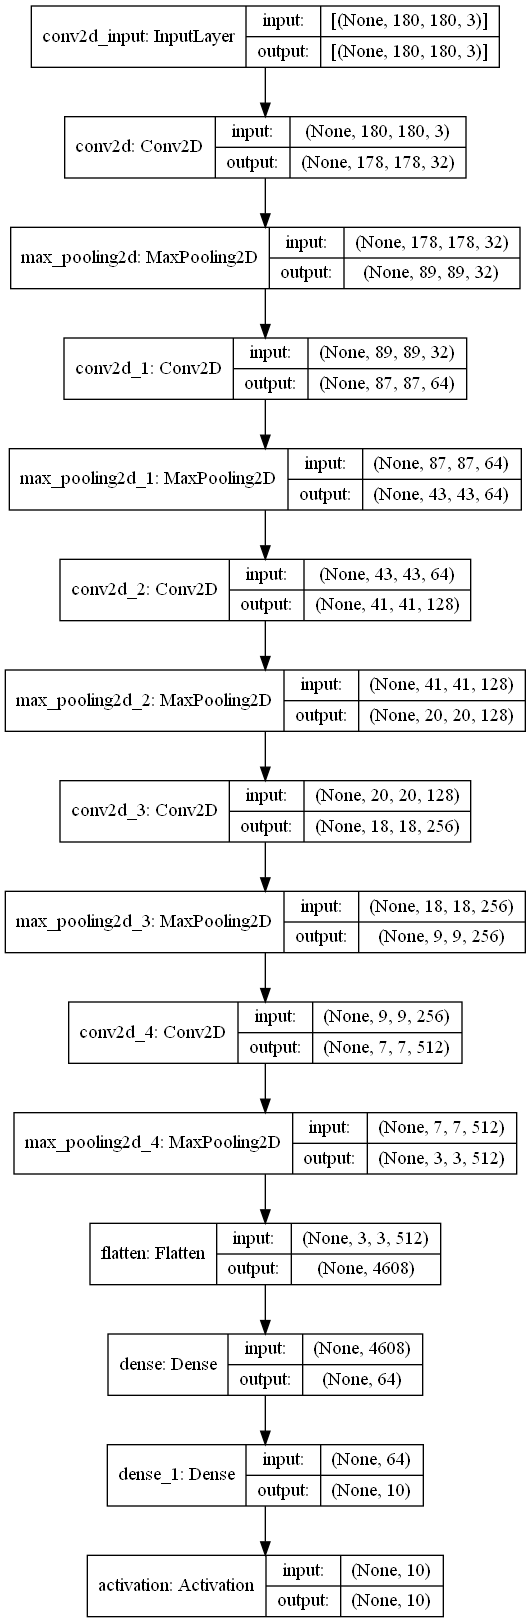 conv2d_input: InputLayer
input:
[(None, 180, 180, 3)]
output:
[(None, 180, 180, 3)]
conv2d: Conv2D
input:
(None, 180, 180, 3)
output:
(None, 178, 178, 32)
max_pooling2d: MaxPooling2D
input:
(None, 178, 178, 32)
output:
(None, 89, 89, 32)
conv2d_1: Conv2D
input:
(None, 89, 89, 32)
output:
(None, 87, 87, 64)
max_pooling2d_1: MaxPooling2D
input:
(None, 87, 87, 64)
output:
(None, 43, 43, 64)
conv2d_2: Conv2D
input:
(None, 43, 43, 64)
output:
(None, 41, 41, 128)
max_pooling2d_2: MaxPooling2D
input:
(None, 41, 41, 128)
output:
(None, 20, 20, 128)
conv2d_3: Conv2D
input:
(None, 20, 20, 128)
output:
(None, 18, 18, 256)
max_pooling2d_3: MaxPooling2D
input:
(None, 18, 18, 256)
output:
(None, 9, 9, 256)
conv2d_4: Conv2D
input:
(None, 9, 9, 256)
output:
(None, 7, 7, 512)
max_pooling2d_4: MaxPooling2D
input:
(None, 7, 7, 512)
output:
(None, 3, 3, 512)
flatten: Flatten
input:
(None, 3, 3, 512)
output:
(None, 4608)
dense: Dense
input:
(None, 4608)
output:
(None, 64)
dense_1: Dense
input:
(None, 64)
output:
(None, 10)
activation: Activation
input:
(None, 10)
output:
(None, 10)